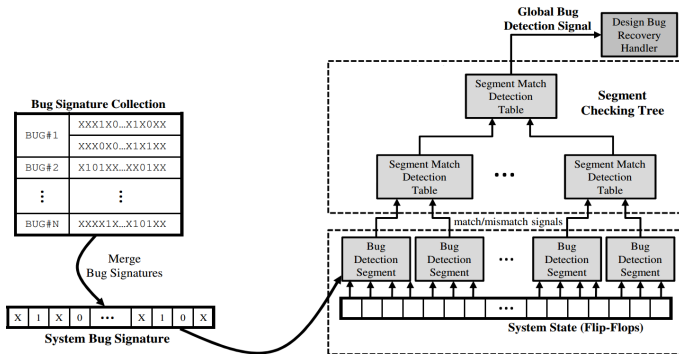 Global Bug
Detection Signal
Design Bug
Recovery
Handler
Segment Match
Detection
Table
Segment
Checking Tree
Bug Signature Collection
BUG#1
XXX1X0…X1X0XX
XXX0X0…X1X1XX
BUG#2
X101XX…XX01XX
⋮
⋮
BUG#N
XXXX1X…X101XX
Segment Match
Detection
Table
•••
Segment Match
Detection
Table
match/mismatch signals
Merge
Bug Signatures
Bug
Detection
Segment
Bug
Detection
Segment
•••
Bug
Detection
Segment
Bug
Detection
Segment
X 1 X 0 ••• X 1 0 X
System Bug Signature
•••
System State (Flip-Flops)